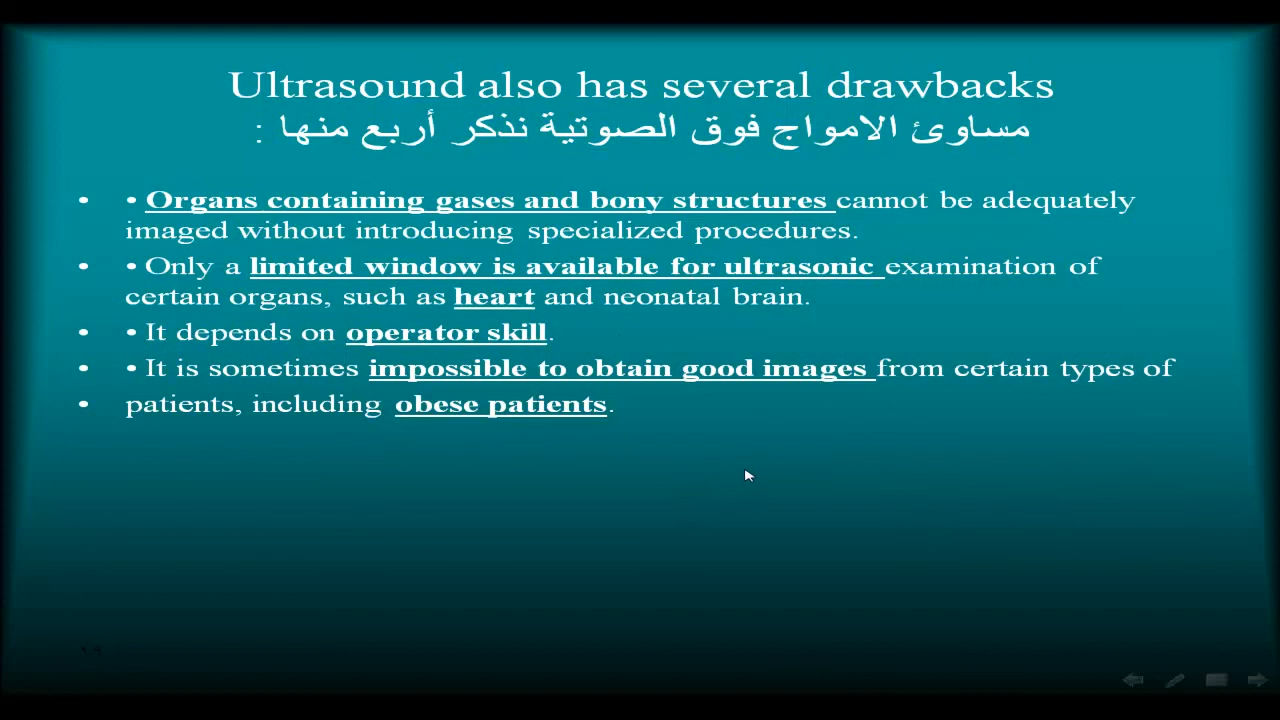 Ultrasound also has several drawbacks
مساوئ الامواج فوق الصوتية نذكر أربع منها :
• • Organs containing gases and bony structures cannot be adequately
imaged without introducing specialized procedures.
• • Only a limited window is available for ultrasonic examination of
certain organs, such as heart and neonatal brain.
• • It depends on operator skill.
• • It is sometimes impossible to obtain good images from certain types of
• patients, including obese patients.